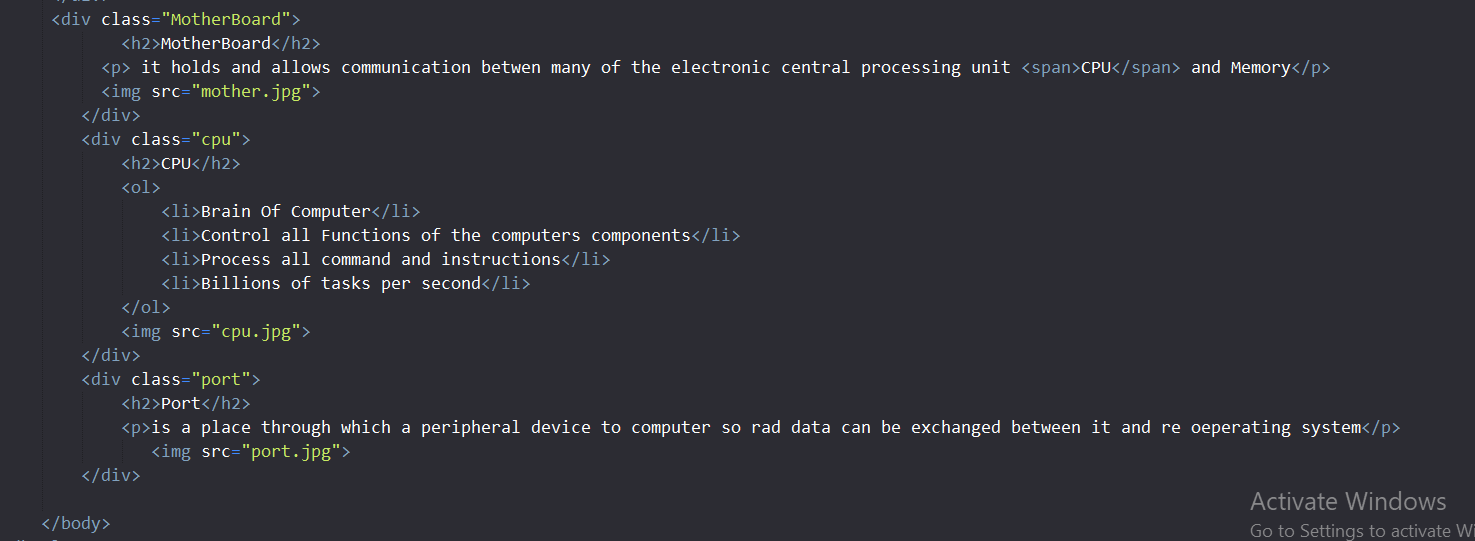 <div class="MotherBoard">
<h2>MotherBoard</h2>
<p> it holds and allows communication betwen many of the electronic central processing unit <span>CPU</span> and Memory</p>
<img src="mother.jpg">
</div>
<div class="cpu">
<h2>CPU</h2>
<ol>
<li>Brain Of Computer</li>
<li>Control all Functions of the computers components</li>
<li>Process all command and instructions</li>
<li>Billions of tasks per second</li>
</ol>
<img src="cpu.jpg">
</div>
<div class="port">
<h2>Port</h2>
<p>is a place through which a peripheral device to computer so rad data can be exchanged between it and re oeperating system</p>
<img src="port.jpg">
</div>
Activate Windows
</body>
Go to Settings to activate